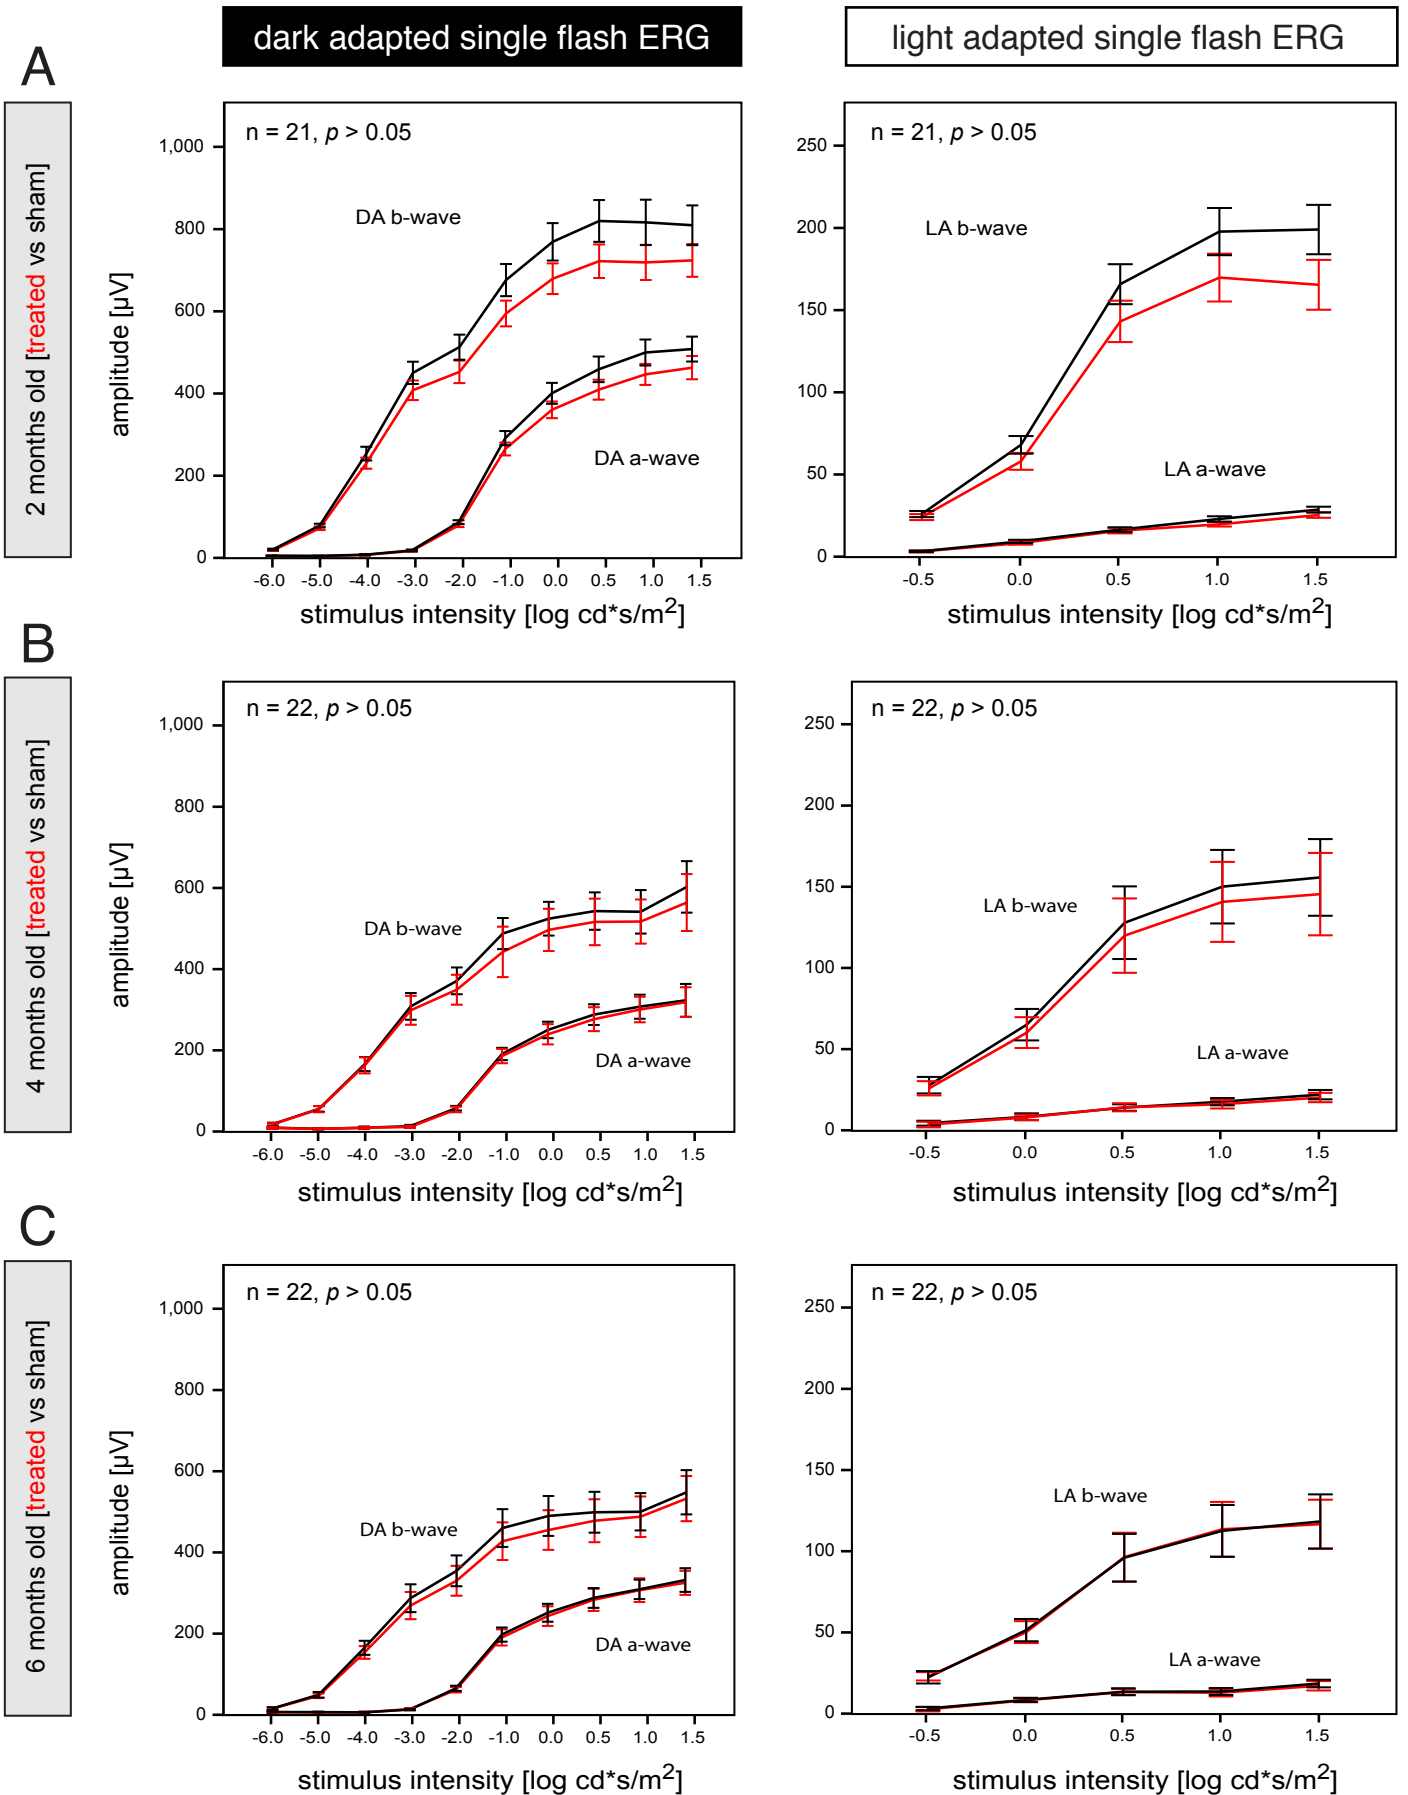 dark adapted single flash ERG
light adapted single flash ERG
A
2 months old [treated vs sham]
n = 21, p > 0.05
DA b-wave
DA a-wave
amplitude [µV]
1,000
800
600
400
200
0
-6.0 -5.0 -4.0 -3.0 -2.0 -1.0 0.0 0.5 1.0 1.5
stimulus intensity [log cd*s/m²]
n = 21, p > 0.05
LA b-wave
LA a-wave
250
200
150
100
50
0
-0.5 0.0 0.5 1.0 1.5
stimulus intensity [log cd*s/m²]
B
4 months old [treated vs sham]
n = 22, p > 0.05
DA b-wave
DA a-wave
amplitude [µV]
1,000
800
600
400
200
0
-6.0 -5.0 -4.0 -3.0 -2.0 -1.0 0.0 0.5 1.0 1.5
stimulus intensity [log cd*s/m²]
n = 22, p > 0.05
LA b-wave
LA a-wave
250
200
150
100
50
0
-0.5 0.0 0.5 1.0 1.5
stimulus intensity [log cd*s/m²]
C
6 months old [treated vs sham]
n = 22, p > 0.05
DA b-wave
DA a-wave
amplitude [µV]
1,000
800
600
400
200
0
-6.0 -5.0 -4.0 -3.0 -2.0 -1.0 0.0 0.5 1.0 1.5
stimulus intensity [log cd*s/m²]
n = 22, p > 0.05
LA b-wave
LA a-wave
250
200
150
100
50
0
-0.5 0.0 0.5 1.0 1.5
stimulus intensity [log cd*s/m²]